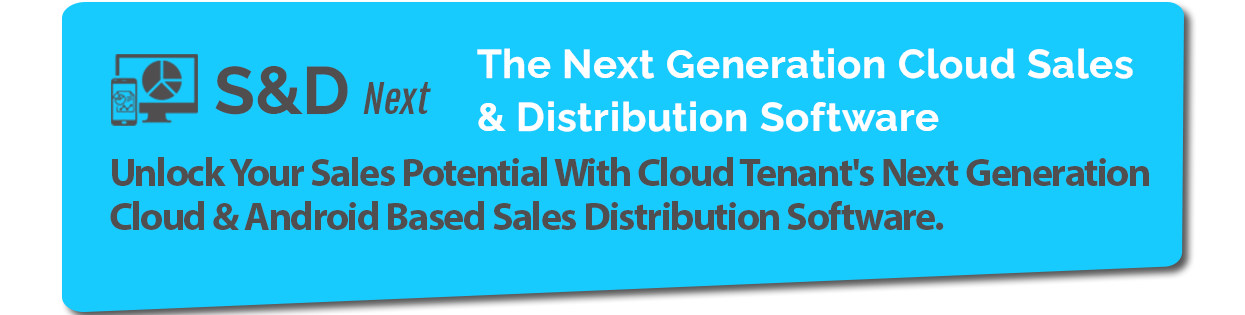 S&D Next
The Next Generation Cloud Sales
& Distribution Software
Unlock Your Sales Potential With Cloud Tenant's Next Generation
Cloud & Android Based Sales Distribution Software.